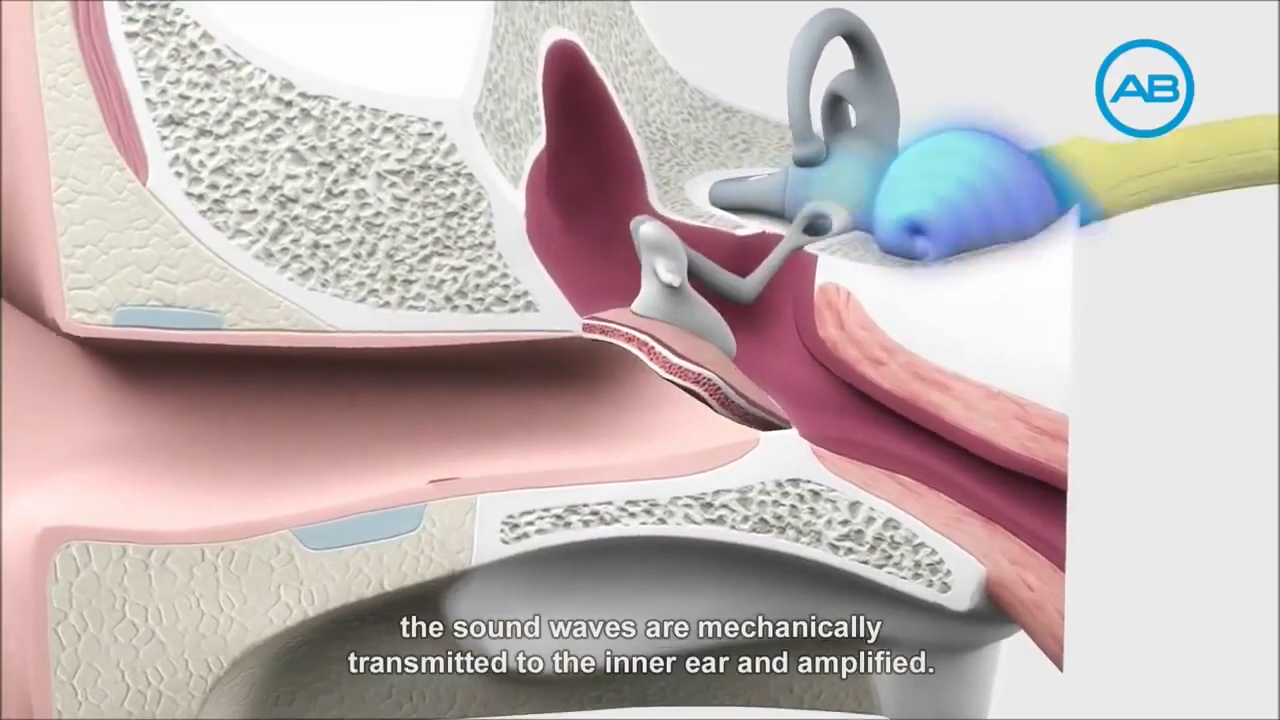 AB
the sound waves are mechanically
transmitted to the inner ear and amplified.